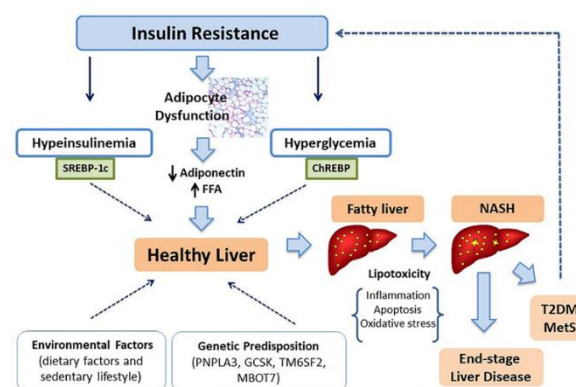 Insulin Resistance
Adipocyte
Dysfunction
Hypeinsulinemia
SREBP-1c
Hyperglycemia
ChREBP
↓ Adiponectin
↑ FFA
Healthy Liver
Fatty liver
NASH
Lipotoxicity
Inflammation
Apoptosis
Oxidative stress
T2DM
MetS
End-stage
Liver Disease
Environmental Factors
(dietary factors and
sedentary lifestyle)
Genetic Predisposition
(PNPLA3, GCSK, TM6SF2,
MBOT7)